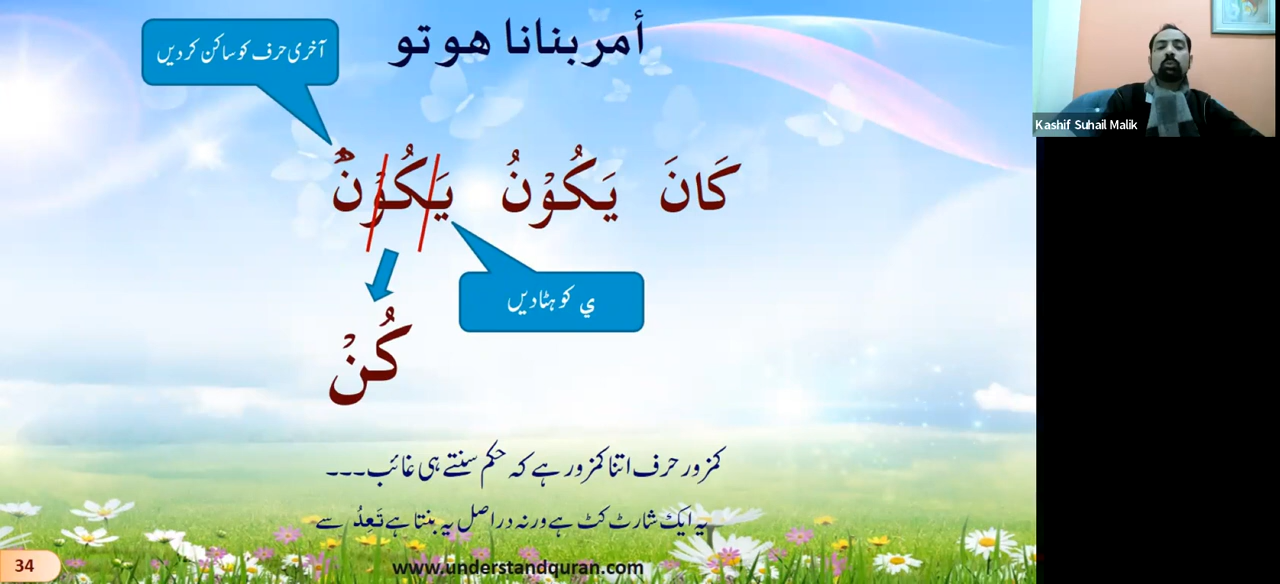 أمر بنانا هو تو
آخری حرف کو ساکن کر دیں
كَانَ يَكُوْنُ يَكُوْنُ
ي کو ہٹا دیں
كُنْ
کمزور حرف اتنا کمزور ہے کہ حکم سنتے ہی غائب۔۔۔
یہ ایک شارٹ کٹ ہے ورنہ دراصل یہ بنتا ہے تَعِدُ سے
www.understandquran.com
34
Kashif Suhail Malik